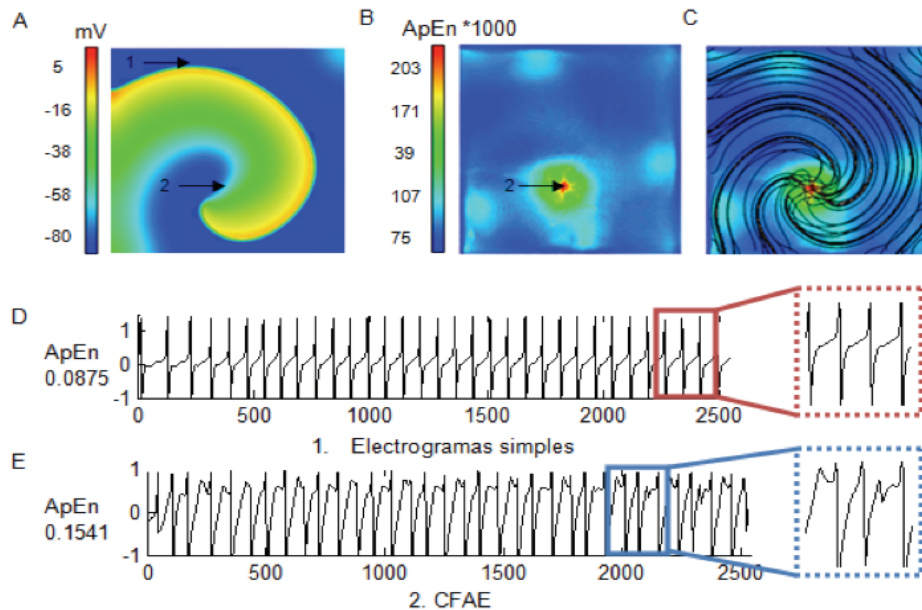 A
mV
5
-16
-38
-58
-80
1
2
B
ApEn *1000
203
171
39
107
75
2
C
D
ApEn
0.0875
1
0
-1
0 500 1000 1500 2000 2500
1. Electrogramas simples
E
ApEn
0.1541
1
0
-1
0 500 1000 1500 2000 2500
2. CFAE